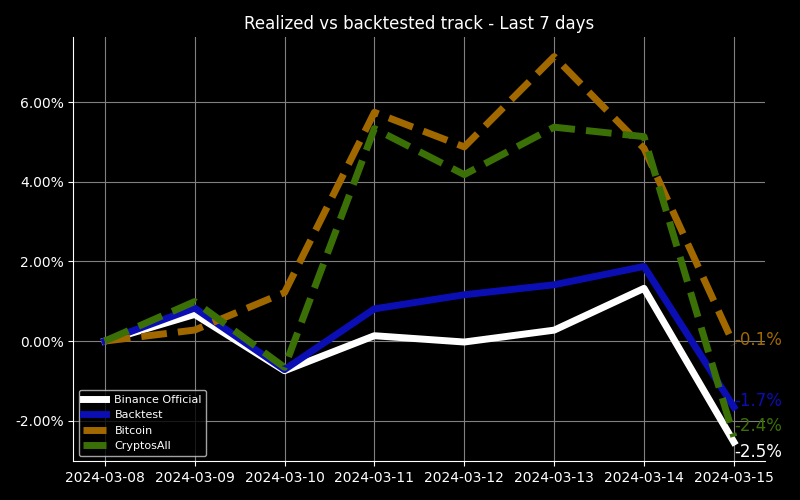 Realized vs backtested track - Last 7 days
6.00%
4.00%
2.00%
0.00%
-2.00%
-0.1%
-1.7%
-2.4%
-2.5%
Binance Official
Backtest
Bitcoin
CryptosAll
2024-03-08 2024-03-09 2024-03-10 2024-03-11 2024-03-12 2024-03-13 2024-03-14 2024-03-15